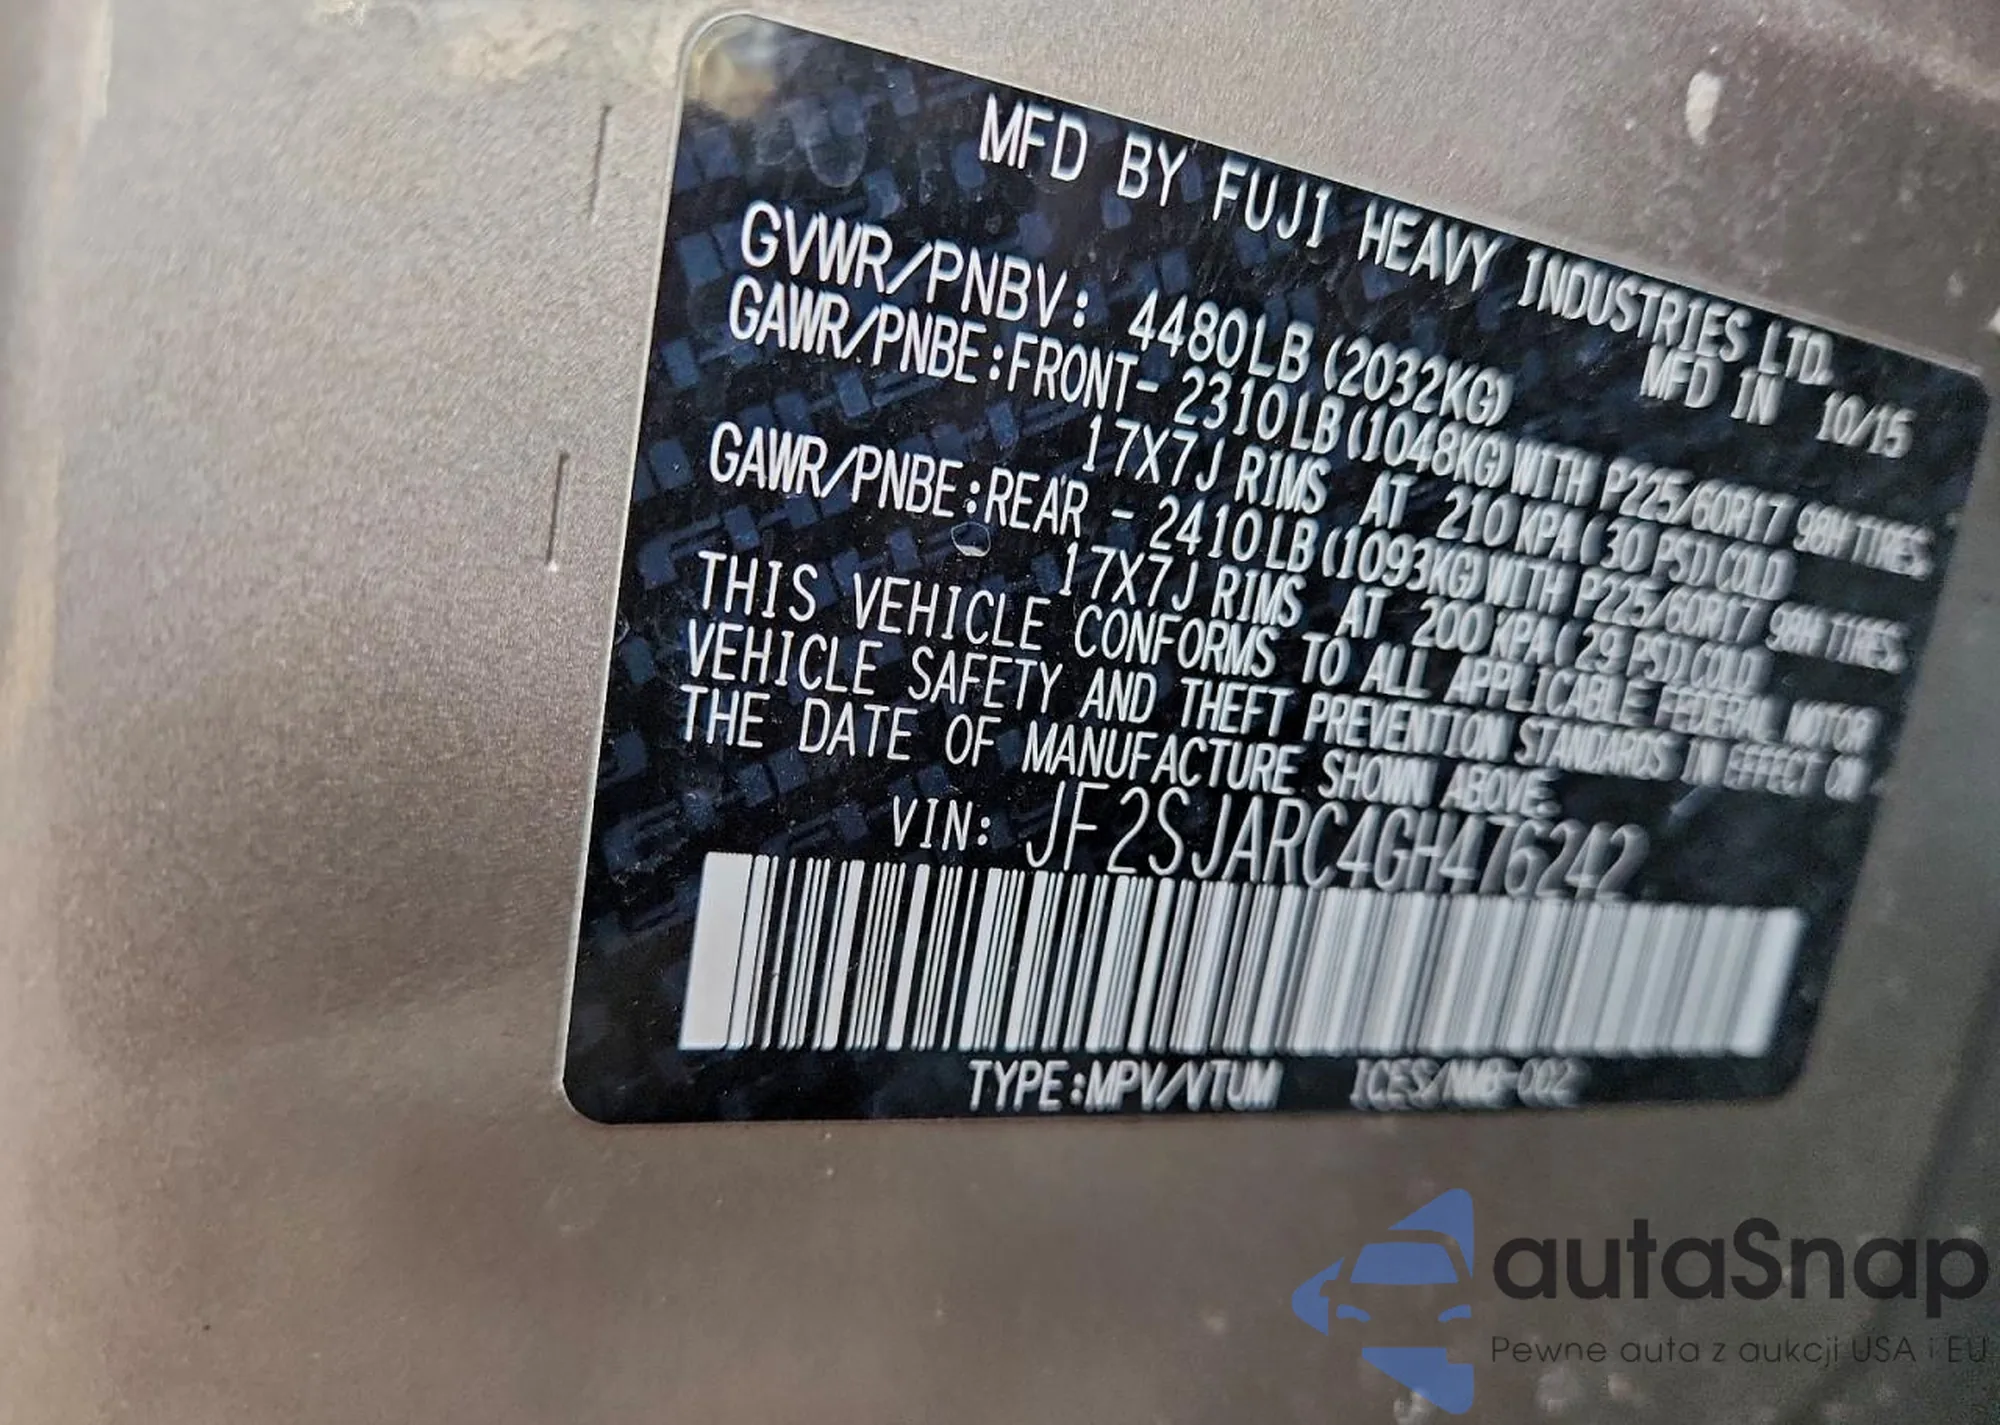 MFD BY FUJI HEAVY INDUSTRIES LTD.
MFD IN 10/15
GVWR/PNBV: 4480LB (2032KG)
GAWR/PNBE:FRONT- 2310LB(1048KG)WITH P225/60R17 98H TIRES
17X7J RIMS AT 210 KPA( 30 PSI) COLD
GAWR/PNBE:REAR - 2410LB(1093KG)WITH P225/60R17 98H TIRES
17X7J RIMS AT 200 KPA( 29 PSI) COLD
THIS VEHICLE CONFORMS TO ALL APPLICABLE FEDERAL MOTOR
VEHICLE SAFETY AND THEFT PREVENTION STANDARDS IN EFFECT ON
THE DATE OF MANUFACTURE SHOWN ABOVE.
VIN: JF2SJARC4GH476242
TYPE:MPV/VTUM ICES/NMB-002
autaSnap
Pewne auta z aukcji USA i EU